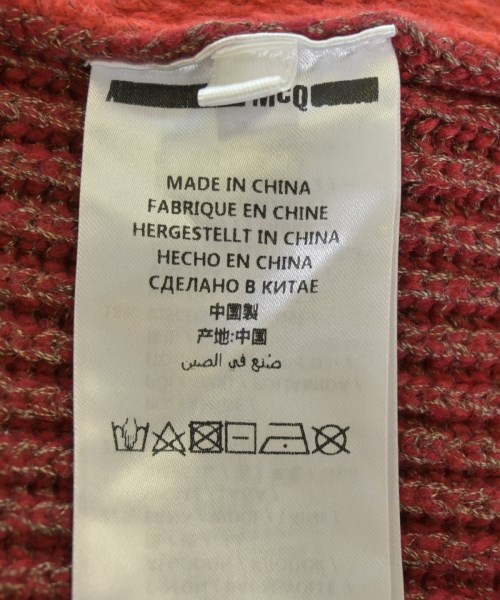 McQ
MADE IN CHINA
FABRIQUE EN CHINE
HERGESTELLT IN CHINA
HECHO EN CHINA
СДЕЛАНО В КИТАЕ
中国製
产地:中国
صنع في الصين